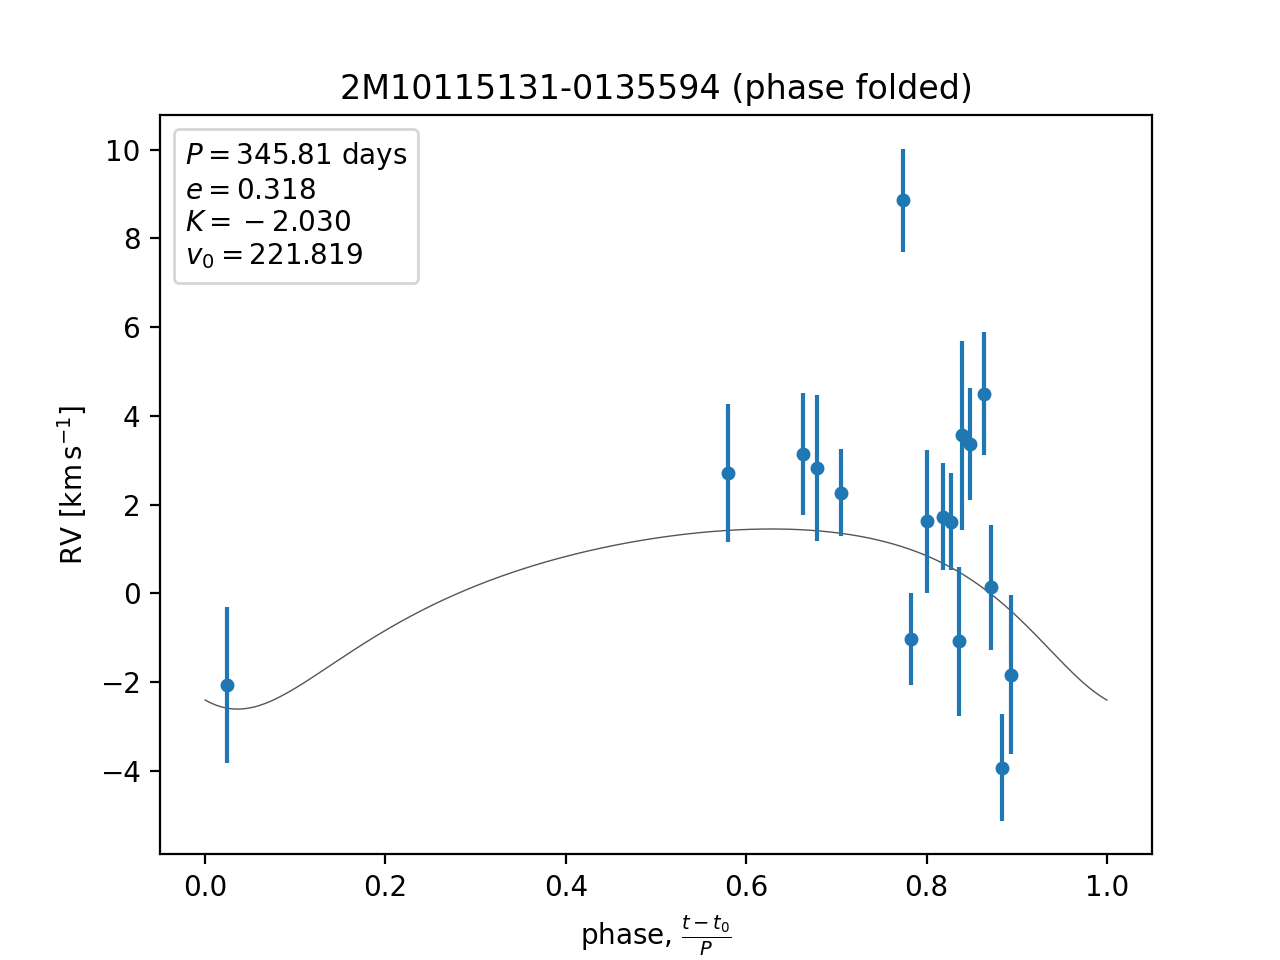 2M10115131-0135594 (phase folded)
P = 345.81 days
e = 0.318
K = −2.030
v₀ = 221.819
RV [km s⁻¹]
10
8
6
4
2
0
−2
−4
0.0 0.2 0.4 0.6 0.8 1.0
phase, (t − t₀)/P